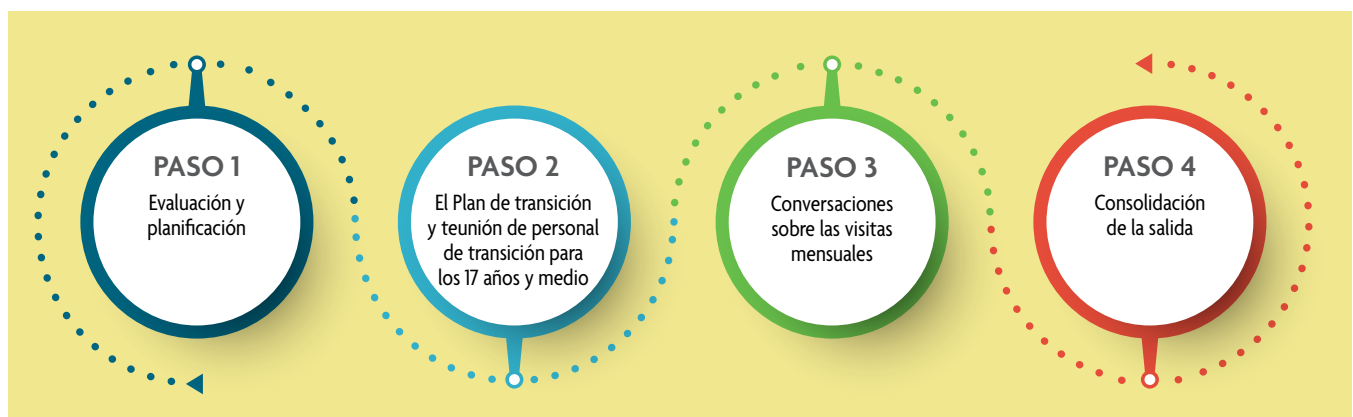 PASO 1
Evaluación y
planificación
PASO 2
El Plan de transición
y teunión de personal
de transición para
los 17 años y medio
PASO 3
Conversaciones
sobre las visitas
mensuales
PASO 4
Consolidación
de la salida